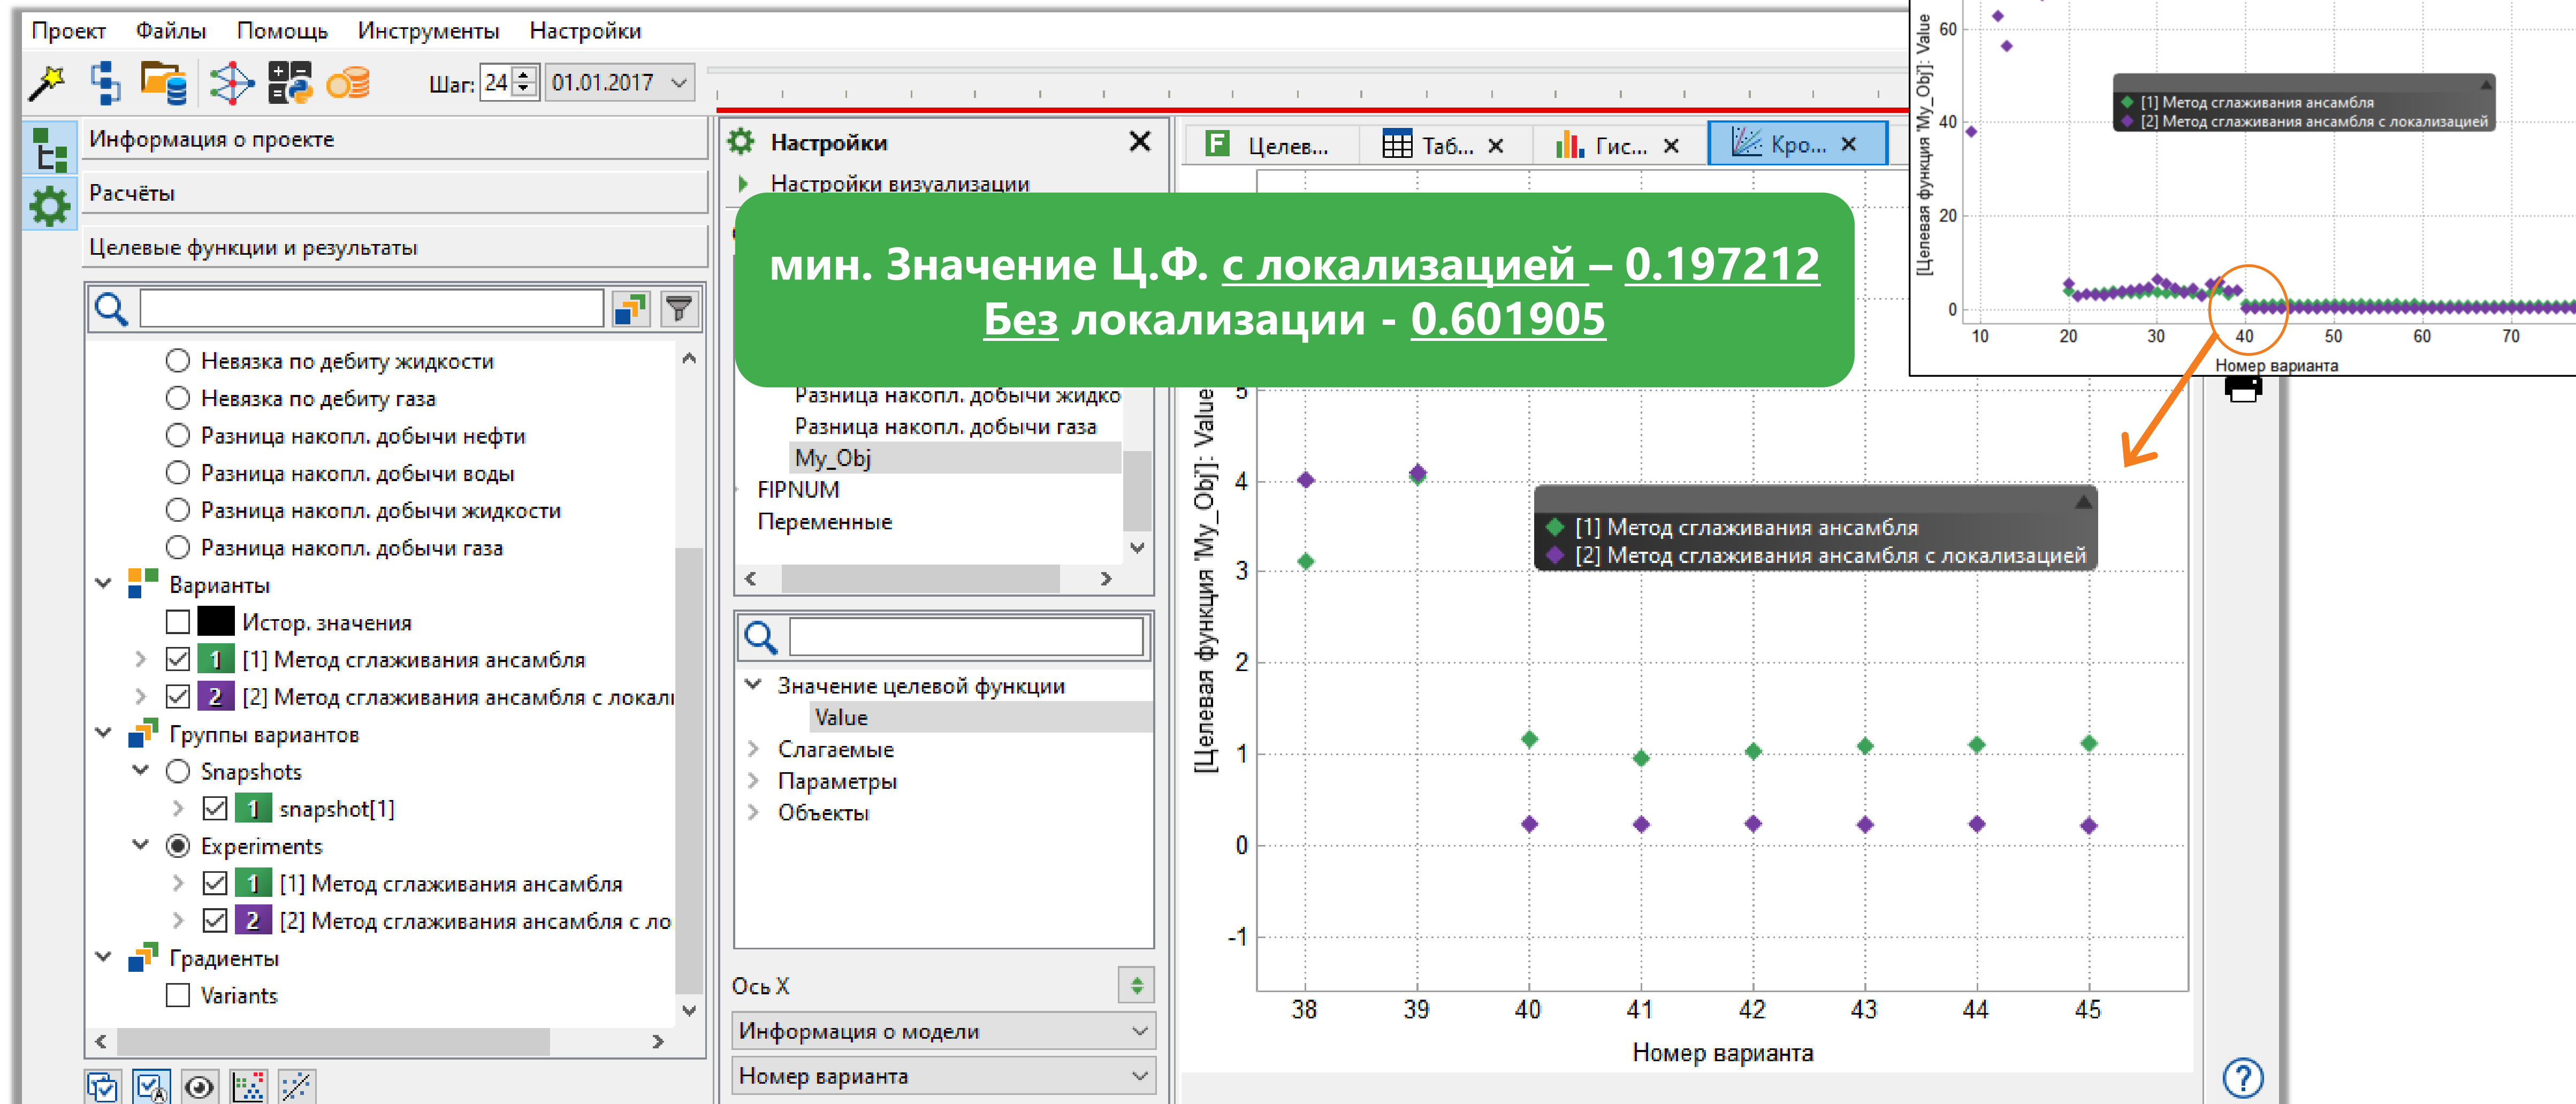 Проект Файлы Помощь Инструменты Настройки
Шаг: 24 01.01.2017
Информация о проекте
Расчёты
Целевые функции и результаты
Невязка по дебиту жидкости
Невязка по дебиту газа
Разница накопл. добычи нефти
Разница накопл. добычи воды
Разница накопл. добычи жидкости
Разница накопл. добычи газа
Варианты
Истор. значения
1 [1] Метод сглаживания ансамбля
2 [2] Метод сглаживания ансамбля с локали
Группы вариантов
Snapshots
1 snapshot[1]
Experiments
1 [1] Метод сглаживания ансамбля
2 [2] Метод сглаживания ансамбля с ло
Градиенты
Variants
Настройки
Настройки визуализации
мин. Значение Ц.Ф. с локализацией – 0.197212
Без локализации - 0.601905
Разница накопл. добычи жидко
Разница накопл. добычи газа
My_Obj
FIPNUM
Переменные
Значение целевой функции
Value
Слагаемые
Параметры
Объекты
Ось X
Информация о модели
Номер варианта
F Целев... Таб... Гис... Кро...
[Целевая функция 'My_Obj']: Value
5
4
3
2
1
0
-1
[1] Метод сглаживания ансамбля
[2] Метод сглаживания ансамбля с локализацией
38 39 40 41 42 43 44 45
Номер варианта
[Целевая функция 'My_Obj']: Value
60
40
20
0
[1] Метод сглаживания ансамбля
[2] Метод сглаживания ансамбля с локализацией
10 20 30 40 50 60 70
Номер варианта